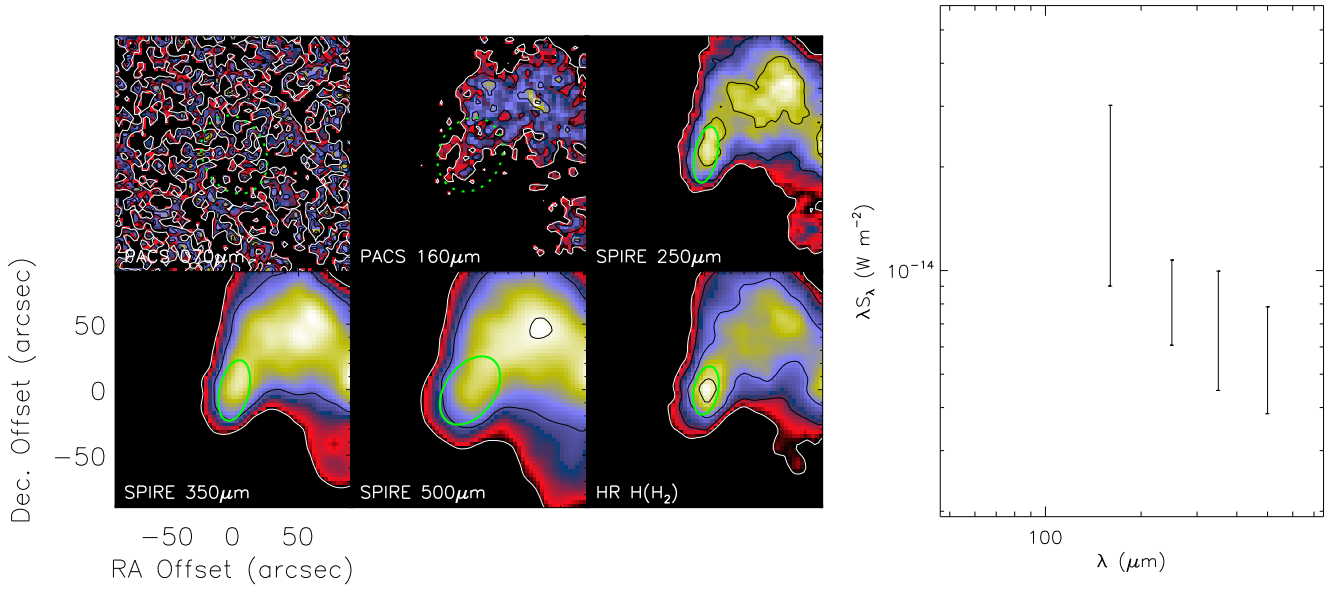 PACS 070μm
PACS 160μm
SPIRE 250μm
SPIRE 350μm
SPIRE 500μm
HR H(H₂)
Dec. Offset (arcsec)
50
0
−50
−50 0 50
RA Offset (arcsec)
λSλ (W m⁻²)
10⁻¹⁴
100
λ (μm)